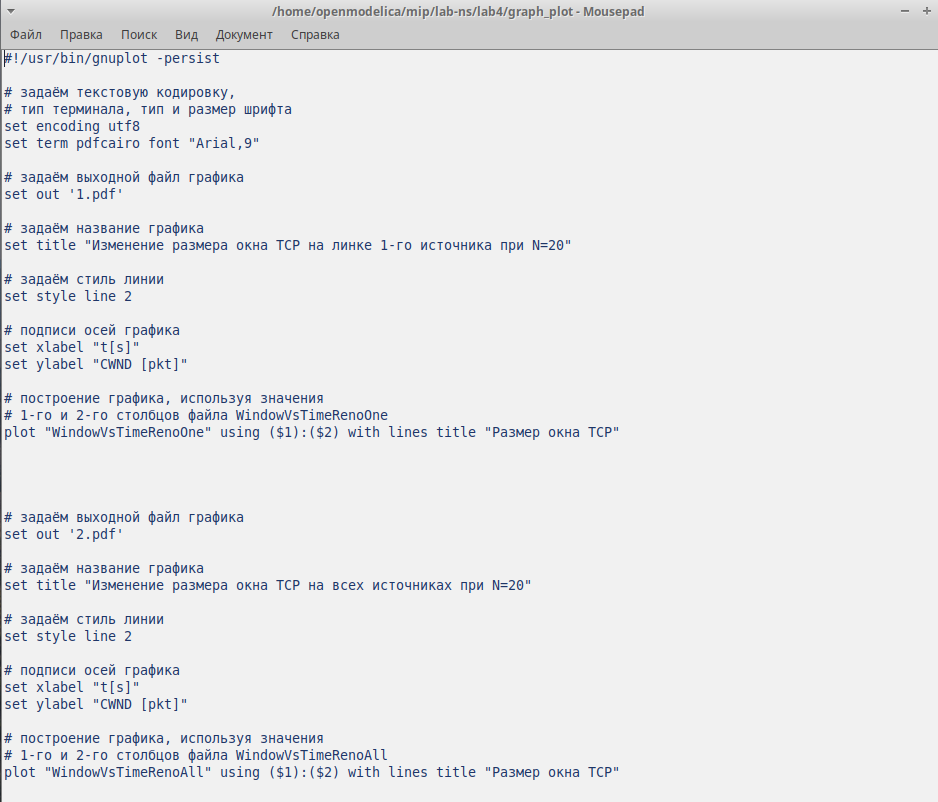 /home/openmodelica/mip/lab-ns/lab4/graph_plot - Mousepad
Файл Правка Поиск Вид Документ Справка
#!/usr/bin/gnuplot -persist
# задаём текстовую кодировку,
# тип терминала, тип и размер шрифта
set encoding utf8
set term pdfcairo font "Arial,9"
# задаём выходной файл графика
set out '1.pdf'
# задаём название графика
set title "Изменение размера окна TCP на линке 1-го источника при N=20"
# задаём стиль линии
set style line 2
# подписи осей графика
set xlabel "t[s]"
set ylabel "CWND [pkt]"
# построение графика, используя значения
# 1-го и 2-го столбцов файла WindowVsTimeRenoOne
plot "WindowVsTimeRenoOne" using ($1):($2) with lines title "Размер окна TCP"
# задаём выходной файл графика
set out '2.pdf'
# задаём название графика
set title "Изменение размера окна TCP на всех источниках при N=20"
# задаём стиль линии
set style line 2
# подписи осей графика
set xlabel "t[s]"
set ylabel "CWND [pkt]"
# построение графика, используя значения
# 1-го и 2-го столбцов файла WindowVsTimeRenoAll
plot "WindowVsTimeRenoAll" using ($1):($2) with lines title "Размер окна TCP"